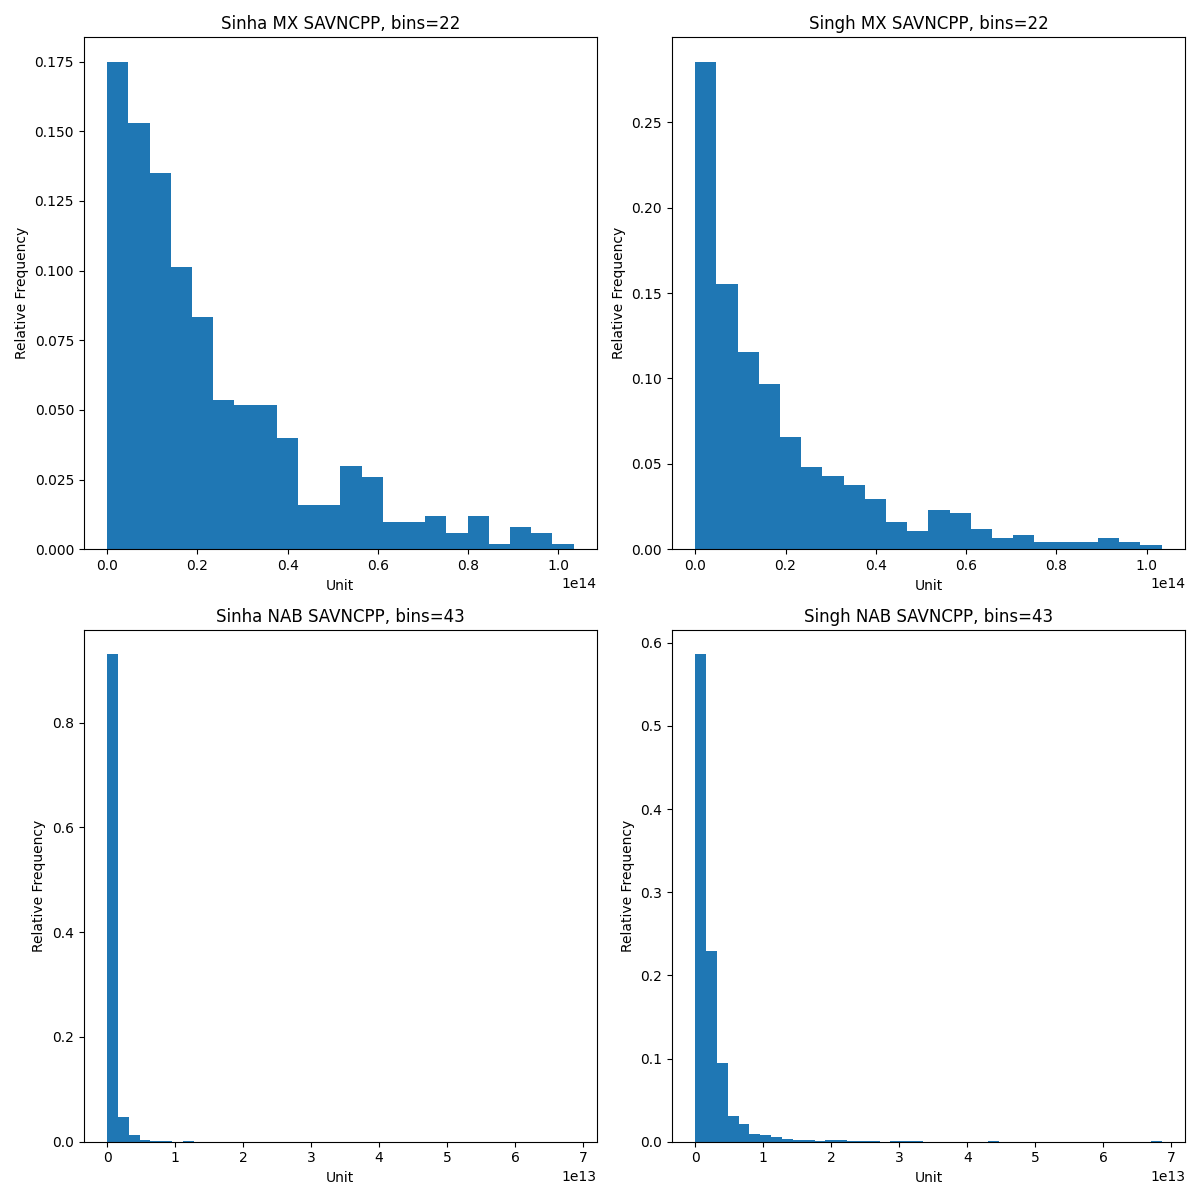 Sinha MX SAVNCPP, bins=22
Relative Frequency
0.175
0.150
0.125
0.100
0.075
0.050
0.025
0.000
0.0 0.2 0.4 0.6 0.8 1.0
1e14
Unit
Singh MX SAVNCPP, bins=22
Relative Frequency
0.25
0.20
0.15
0.10
0.05
0.00
0.0 0.2 0.4 0.6 0.8 1.0
1e14
Unit
Sinha NAB SAVNCPP, bins=43
Relative Frequency
0.8
0.6
0.4
0.2
0.0
0 1 2 3 4 5 6 7
1e13
Unit
Singh NAB SAVNCPP, bins=43
Relative Frequency
0.6
0.5
0.4
0.3
0.2
0.1
0.0
0 1 2 3 4 5 6 7
1e13
Unit